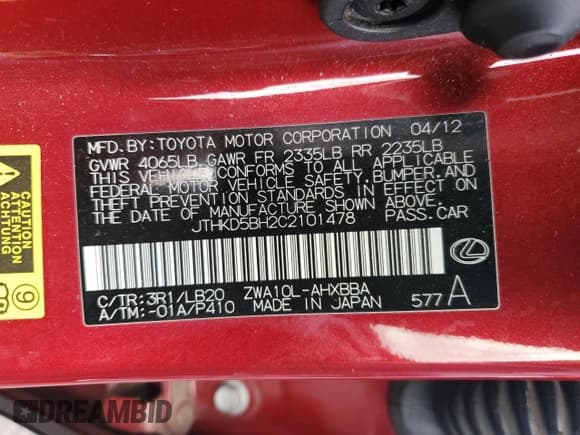 MFD. BY: TOYOTA MOTOR CORPORATION 04/12
GVWR 4065LB GAWR FR 2335LB RR 2235LB
THIS VEHICLE CONFORMS TO ALL APPLICABLE
FEDERAL MOTOR VEHICLE SAFETY, BUMPER, AND
THEFT PREVENTION STANDARDS IN EFFECT ON
THE DATE OF MANUFACTURE SHOWN ABOVE.
JTHKD5BH2C2101478 PASS. CAR
C/TR: 3R1/LB20 ZWA10L-AHXBBA
A/TM: -01A/P410 MADE IN JAPAN
577 A
CAUTION
ATTENTION
ACHTUNG
9
DREAMBID